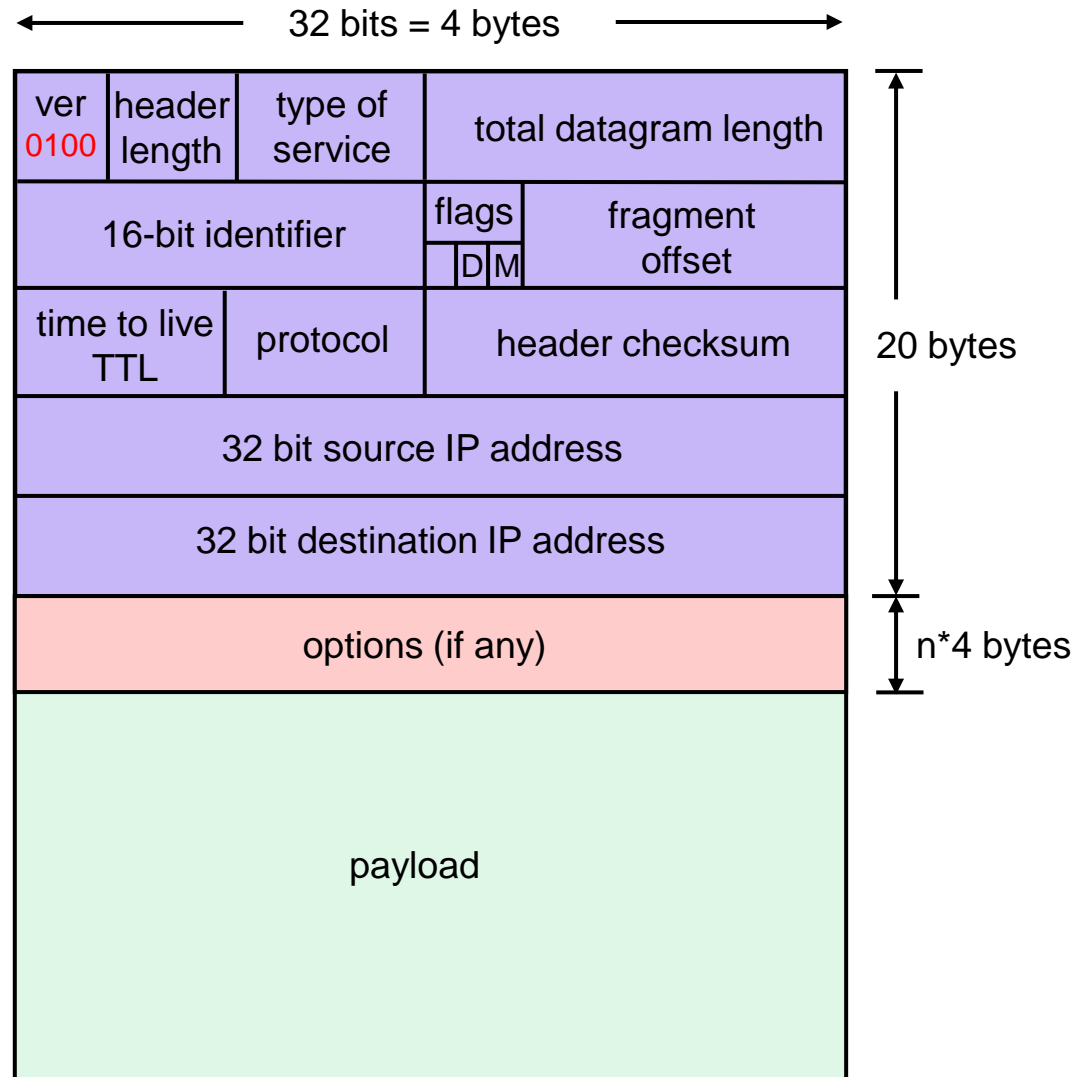 32 bits = 4 bytes
ver
0100
header
length
type of
service
total datagram length
16-bit identifier
flags
D
M
fragment
offset
time to live
TTL
protocol
header checksum
20 bytes
32 bit source IP address
32 bit destination IP address
options (if any)
n*4 bytes
payload